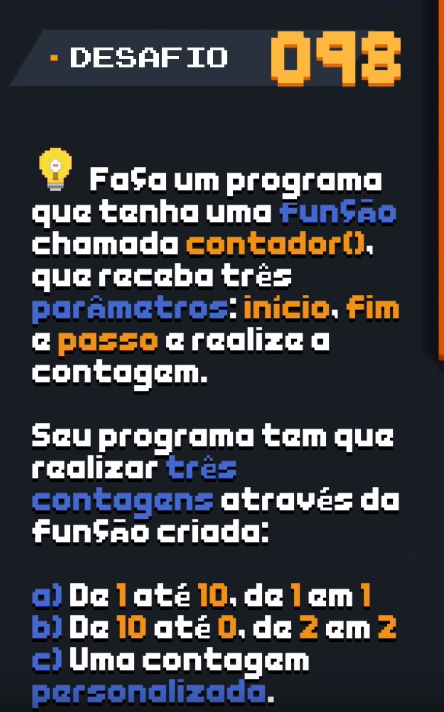 DESAFIO 098
Faça um programa
que tenha uma função
chamada contador(),
que receba três
parâmetros: início, fim
e passo e realize a
contagem.
Seu programa tem que
realizar três
contagens através da
função criada:
a) De 1 até 10, de 1 em 1
b) De 10 até 0, de 2 em 2
c) Uma contagem
personalizada.